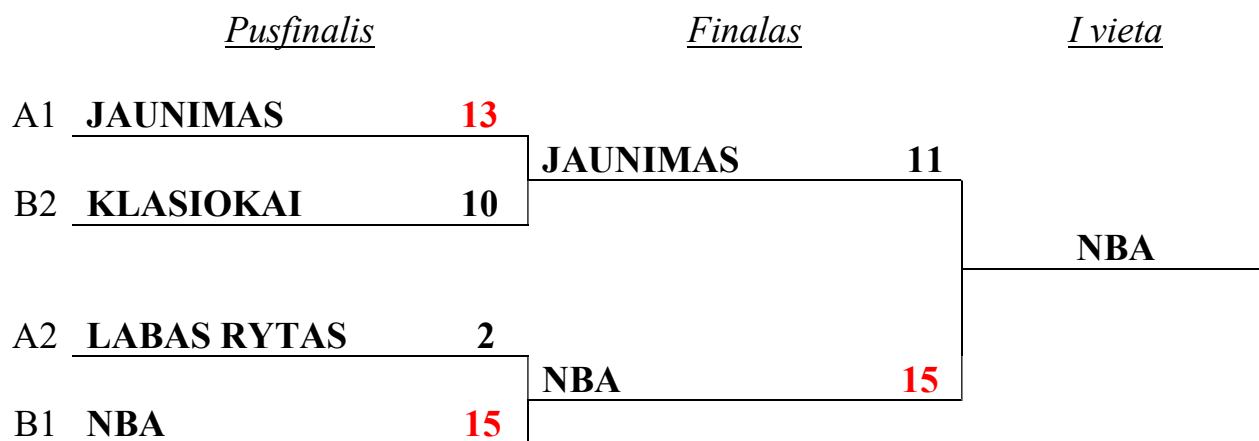 Pusfinalis Finalas I vieta
A1 JAUNIMAS 13
JAUNIMAS 11
B2 KLASIOKAI 10
NBA
A2 LABAS RYTAS 2
NBA 15
B1 NBA 15